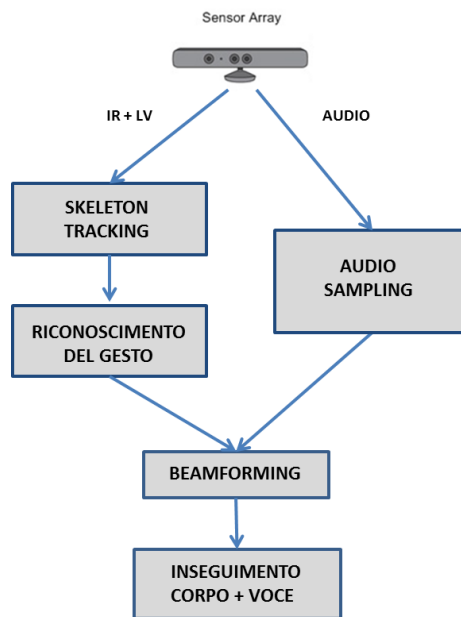 Sensor Array
IR + LV
AUDIO
SKELETON
TRACKING
AUDIO
SAMPLING
RICONOSCIMENTO
DEL GESTO
BEAMFORMING
INSEGUIMENTO
CORPO + VOCE